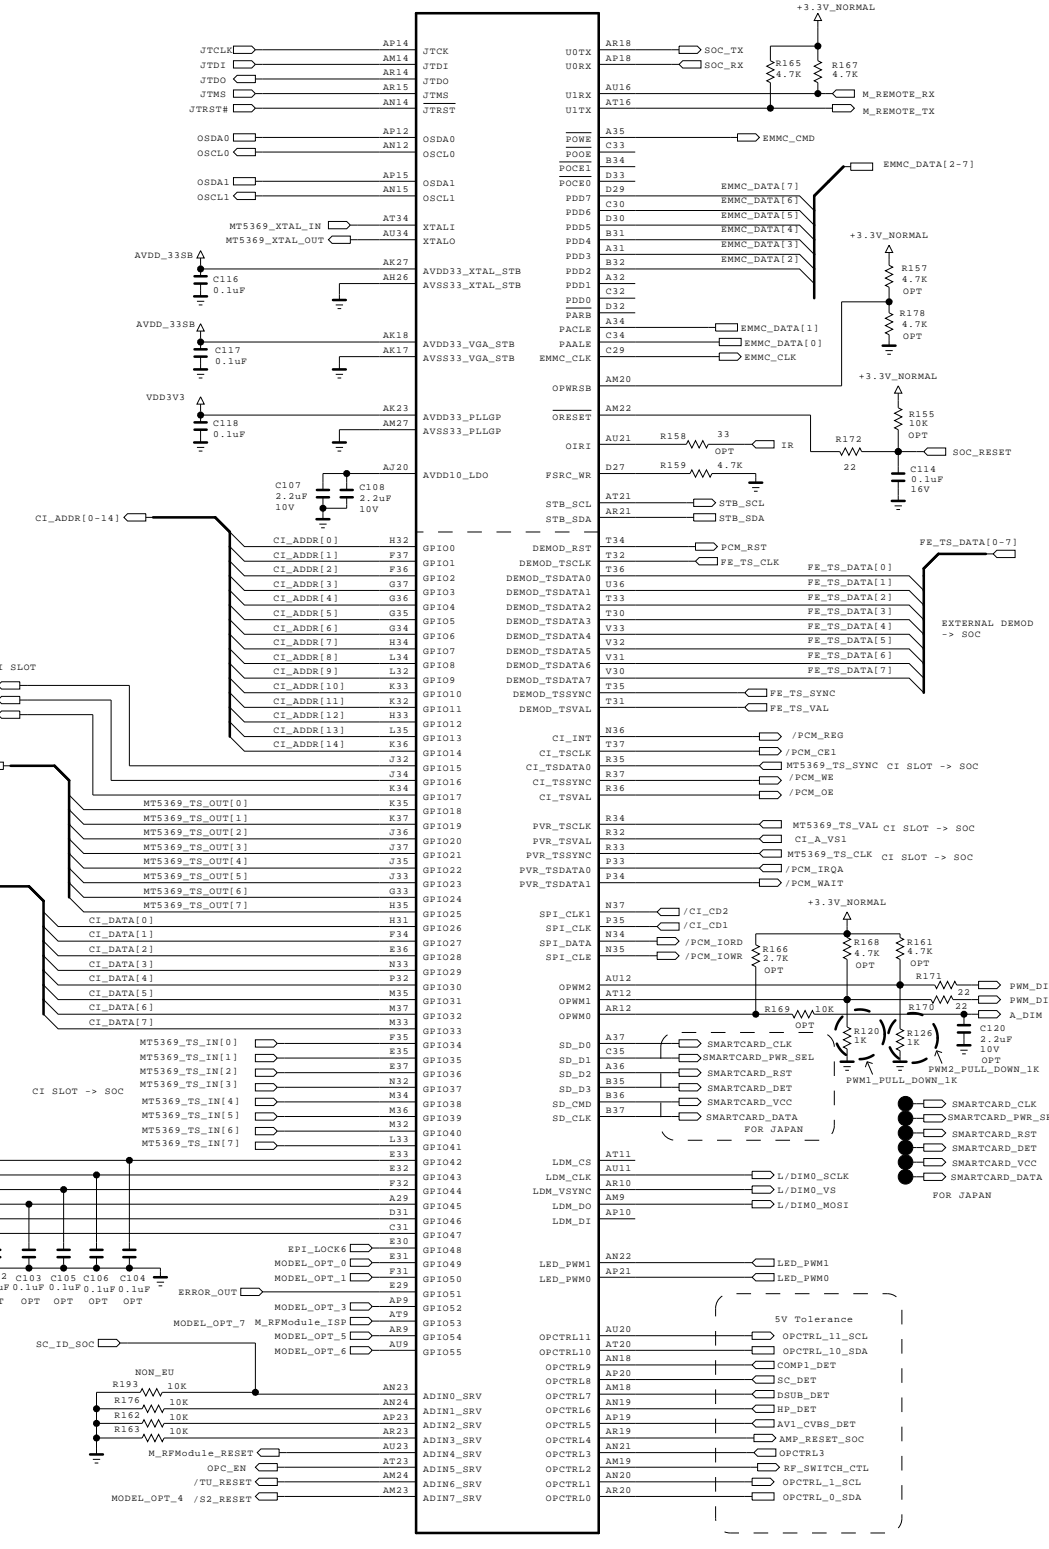 +3.3V_NORMAL
JTCLK AP14 JTCK U0TX AR18 SOC_TX
JTDI AM14 JTDI U0RX AP18 SOC_RX
R165 4.7K R167 4.7K
JTDO AR14 JTDO
JTMS AR15 JTMS U1RX AU16 M_REMOTE_RX
JTRST# AN14 JTRST U1TX AT16 M_REMOTE_TX
OSDA0 AP12 OSDA0 POWE A35 EMMC_CMD
OSCL0 AN12 OSCL0 POOE C33
POCE1 B34
EMMC_DATA[2-7]
OSDA1 AP15 OSDA1 POCE0 D33
OSCL1 AN15 OSCL1 PDD7 D29 EMMC_DATA[7]
PDD6 C30 EMMC_DATA[6]
MT5369_XTAL_IN AT34 XTALI PDD5 D30 EMMC_DATA[5]
MT5369_XTAL_OUT AU34 XTALO PDD4 B31 EMMC_DATA[4]
PDD3 A31 EMMC_DATA[3]
AVDD_33SB AK27 AVDD33_XTAL_STB PDD2 B32 EMMC_DATA[2]
C116 0.1uF AH26 AVSS33_XTAL_STB PDD1 A32
PDD0 C32
PARB D32
+3.3V_NORMAL
R157 4.7K OPT
R178 4.7K OPT
AVDD_33SB PACLE A34 EMMC_DATA[1]
AK18 AVDD33_VGA_STB PAALE C34 EMMC_DATA[0]
C117 0.1uF AK17 AVSS33_VGA_STB EMMC_CLK C29 EMMC_CLK
OPWRSB AM20
+3.3V_NORMAL
R155 10K OPT
VDD3V3 AK23 AVDD33_PLLGP ORESET AM22
C118 0.1uF AM27 AVSS33_PLLGP
OIRI AU21 R158 33 OPT IR
R172 22 SOC_RESET
C114 0.1uF 16V
AJ20 AVDD10_LDO FSRC_WR D27 R159 4.7K
C107 2.2uF 10V C108 2.2uF 10V
STB_SCL AT21 STB_SCL
STB_SDA AR21 STB_SDA
CI_ADDR[0-14]
CI_ADDR[0] H32 GPIO0 DEMOD_RST T34 PCM_RST
CI_ADDR[1] F37 GPIO1 DEMOD_TSCLK T32 FE_TS_CLK
FE_TS_DATA[0-7]
CI_ADDR[2] F36 GPIO2 DEMOD_TSDATA0 T36 FE_TS_DATA[0]
CI_ADDR[3] G37 GPIO3 DEMOD_TSDATA1 U36 FE_TS_DATA[1]
CI_ADDR[4] G36 GPIO4 DEMOD_TSDATA2 T33 FE_TS_DATA[2]
CI_ADDR[5] G35 GPIO5 DEMOD_TSDATA3 T30 FE_TS_DATA[3]
CI_ADDR[6] G34 GPIO6 DEMOD_TSDATA4 V33 FE_TS_DATA[4]
CI_ADDR[7] H34 GPIO7 DEMOD_TSDATA5 V32 FE_TS_DATA[5]
EXTERNAL DEMOD
-> SOC
CI_ADDR[8] L34 GPIO8 DEMOD_TSDATA6 V31 FE_TS_DATA[6]
CI_ADDR[9] L32 GPIO9 DEMOD_TSDATA7 V30 FE_TS_DATA[7]
I SLOT
CI_ADDR[10] K33 GPIO10 DEMOD_TSSYNC T35 FE_TS_SYNC
CI_ADDR[11] K32 GPIO11 DEMOD_TSVAL T31 FE_TS_VAL
CI_ADDR[12] H33 GPIO12
CI_ADDR[13] L35 GPIO13 CI_INT N36 /PCM_REG
CI_ADDR[14] K36 GPIO14 CI_TSCLK T37 /PCM_CE1
J32 GPIO15 CI_TSDATA0 R35 MT5369_TS_SYNC CI SLOT -> SOC
J34 GPIO16 CI_TSSYNC R37 /PCM_WE
K34 GPIO17 CI_TSVAL R36 /PCM_OE
MT5369_TS_OUT[0] K35 GPIO18
MT5369_TS_OUT[1] K37 GPIO19 PVR_TSCLK R34 MT5369_TS_VAL CI SLOT -> SOC
MT5369_TS_OUT[2] J36 GPIO20 PVR_TSVAL R32 CI_A_VS1
MT5369_TS_OUT[3] J37 GPIO21 PVR_TSSYNC R33 MT5369_TS_CLK CI SLOT -> SOC
MT5369_TS_OUT[4] J35 GPIO22 PVR_TSDATA0 P33 /PCM_IRQA
MT5369_TS_OUT[5] J33 GPIO23 PVR_TSDATA1 P34 /PCM_WAIT
MT5369_TS_OUT[6] G33 GPIO24
MT5369_TS_OUT[7] H35 GPIO25 SPI_CLK1 N37 /CI_CD2
CI_DATA[0] H31 GPIO26 SPI_CLK P35 /CI_CD1
CI_DATA[1] F34 GPIO27 SPI_DATA N34 /PCM_IORD
CI_DATA[2] E36 GPIO28 SPI_CLE N35 /PCM_IOWR
+3.3V_NORMAL
R166 2.7K OPT R168 4.7K OPT R161 4.7K OPT
CI_DATA[3] N33 GPIO29
CI_DATA[4] P32 GPIO30 OPWM2 AU12 R171 22 PWM_DI
CI_DATA[5] M35 GPIO31 OPWM1 AT12 R170 22 PWM_DI
CI_DATA[6] M37 GPIO32 OPWM0 AR12 R169 10K OPT A_DIM
CI_DATA[7] M33 GPIO33
R120 1K R126 1K C120 2.2uF 10V OPT
PWM1_PULL_DOWN_1K PWM2_PULL_DOWN_1K
MT5369_TS_IN[0] F35 GPIO34 SD_D0 A37 SMARTCARD_CLK
MT5369_TS_IN[1] E35 GPIO35 SD_D1 C35 SMARTCARD_PWR_SEL
MT5369_TS_IN[2] E37 GPIO36 SD_D2 A36 SMARTCARD_RST
CI SLOT -> SOC
MT5369_TS_IN[3] N32 GPIO37 SD_D3 B35 SMARTCARD_DET
MT5369_TS_IN[4] M34 GPIO38 SD_CMD B36 SMARTCARD_VCC
MT5369_TS_IN[5] M36 GPIO39 SD_CLK B37 SMARTCARD_DATA
FOR JAPAN
SMARTCARD_CLK
SMARTCARD_PWR_SE
SMARTCARD_RST
SMARTCARD_DET
SMARTCARD_VCC
SMARTCARD_DATA
FOR JAPAN
MT5369_TS_IN[6] M32 GPIO40
MT5369_TS_IN[7] L33 GPIO41
E33 GPIO42 LDM_CS AT11
E32 GPIO43 LDM_CLK AU11 L/DIM0_SCLK
F32 GPIO44 LDM_VSYNC AR10 L/DIM0_VS
A29 GPIO45 LDM_DO AM9 L/DIM0_MOSI
D31 GPIO46 LDM_DI AP10
C31 GPIO47
EPI_LOCK6 E30 GPIO48
MODEL_OPT_0 E31 GPIO49 LED_PWM1 AN22 LED_PWM1
MODEL_OPT_1 F31 GPIO50 LED_PWM0 AP21 LED_PWM0
2 C103 C105 C106 C104
uF 0.1uF 0.1uF 0.1uF 0.1uF
T OPT OPT OPT OPT
ERROR_OUT E29 GPIO51
MODEL_OPT_3 AP9 GPIO52
5V Tolerance
MODEL_OPT_7 M_RFModule_ISP AT9 GPIO53
MODEL_OPT_5 AR9 GPIO54 OPCTRL11 AU20 OPCTRL_11_SCL
SC_ID_SOC MODEL_OPT_6 AU9 GPIO55 OPCTRL10 AT20 OPCTRL_10_SDA
OPCTRL9 AN18 COMP1_DET
NON_EU OPCTRL8 AP20 SC_DET
R193 10K AN23 ADIN0_SRV OPCTRL7 AM18 DSUB_DET
R176 10K AN24 ADIN1_SRV OPCTRL6 AN19 HP_DET
R162 10K AP23 ADIN2_SRV OPCTRL5 AP19 AV1_CVBS_DET
R163 10K AR23 ADIN3_SRV OPCTRL4 AR19 AMP_RESET_SOC
M_RFModule_RESET AU23 ADIN4_SRV OPCTRL3 AN21 OPCTRL3
OPC_EN AT23 ADIN5_SRV OPCTRL2 AM19 RF_SWITCH_CTL
/TU_RESET AM24 ADIN6_SRV OPCTRL1 AN20 OPCTRL_1_SCL
MODEL_OPT_4 /S2_RESET AM23 ADIN7_SRV OPCTRL0 AR20 OPCTRL_0_SDA